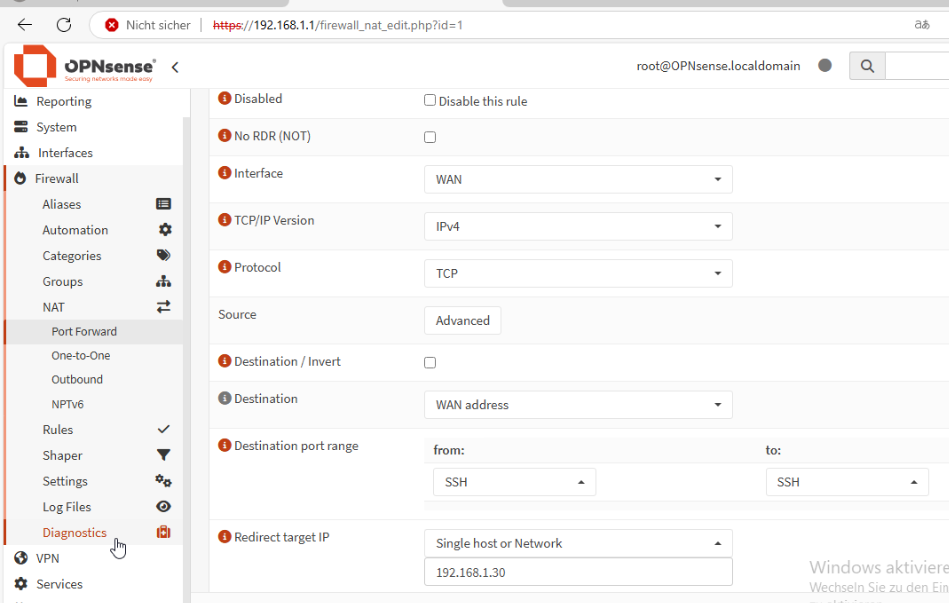 Nicht sicher
https://192.168.1.1/firewall_nat_edit.php?id=1
OPNsense®
Securing networks made easy
root@OPNsense.localdomain
Reporting
System
Interfaces
Firewall
Aliases
Automation
Categories
Groups
NAT
Port Forward
One-to-One
Outbound
NPTv6
Rules
Shaper
Settings
Log Files
Diagnostics
VPN
Services
Disabled
Disable this rule
No RDR (NOT)
Interface
WAN
TCP/IP Version
IPv4
Protocol
TCP
Source
Advanced
Destination / Invert
Destination
WAN address
Destination port range
from: to:
SSH SSH
Redirect target IP
Single host or Network
192.168.1.30
Windows aktiviere
Wechseln Sie zu den Ein